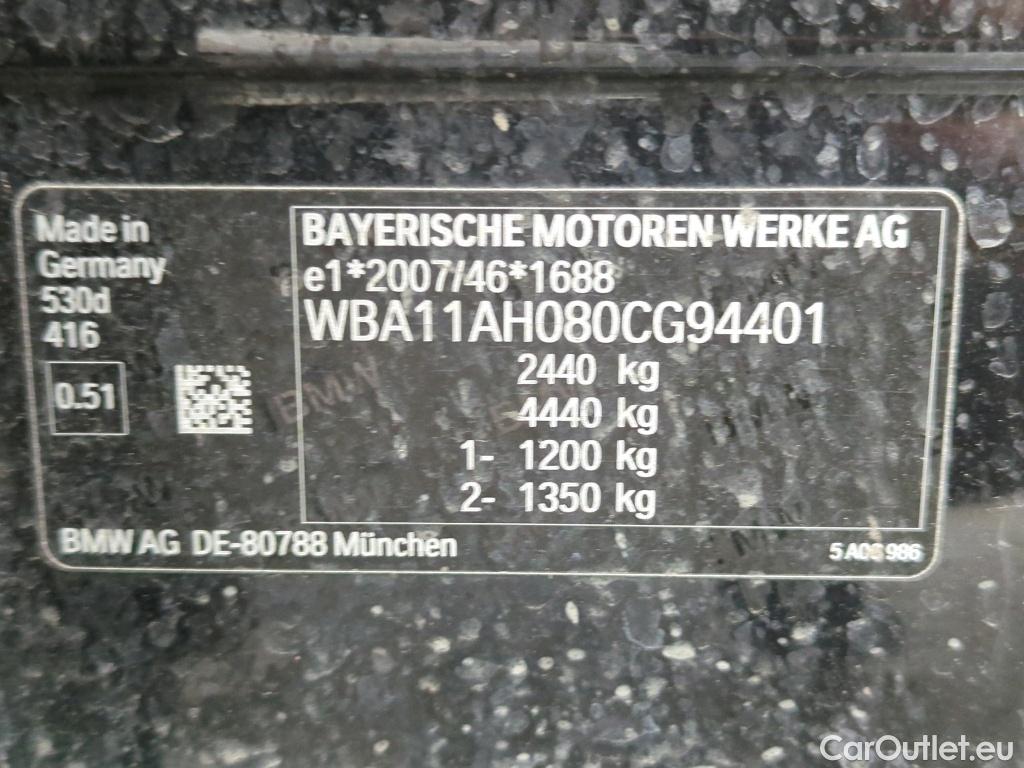 Made in
Germany
530d
416
0.51
BAYERISCHE MOTOREN WERKE AG
e1*2007/46*1688
WBA11AH080CG94401
2440 kg
4440 kg
1- 1200 kg
2- 1350 kg
BMW AG DE-80788 München
986
CarOutlet.eu